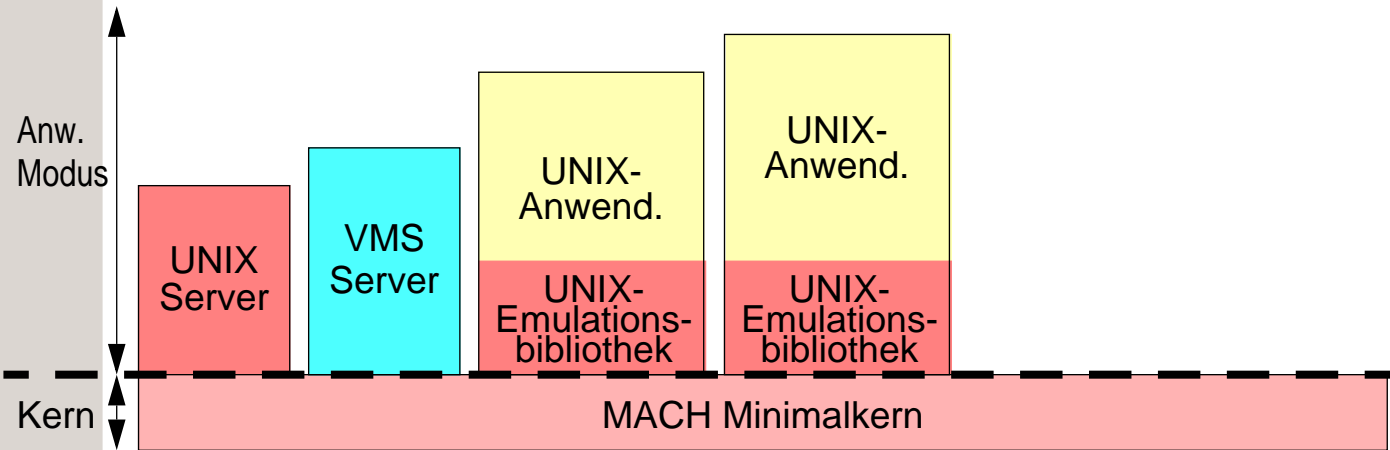 Anw.
Modus
UNIX
Server
VMS
Server
UNIX-
Anwend.
UNIX-
Emulations-
bibliothek
UNIX-
Anwend.
UNIX-
Emulations-
bibliothek
Kern
MACH Minimalkern